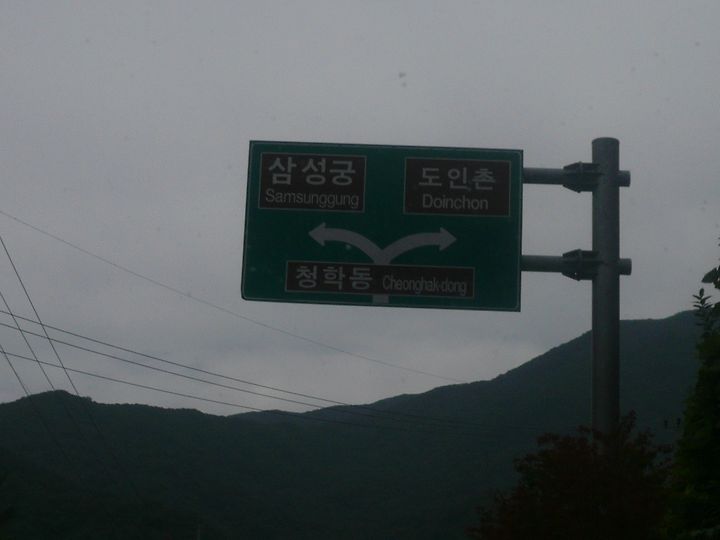 삼성궁
Samsunggung
도인촌
Doinchon
청학동 Cheonghak-dong